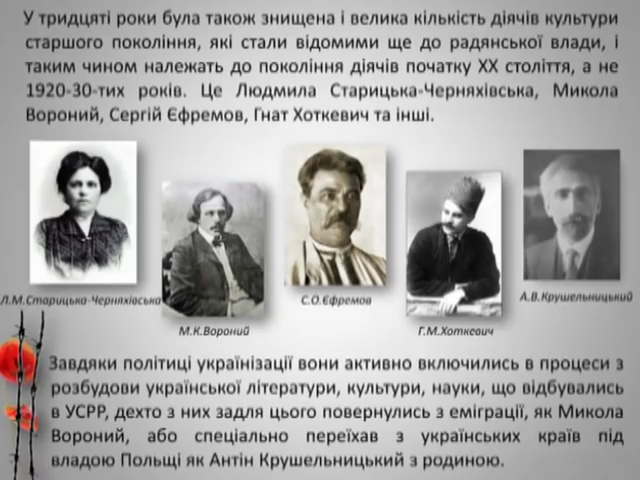 У тридцяті роки була також знищена і велика кількість діячів культури
старшого покоління, які стали відомими ще до радянської влади, і
таким чином належать до покоління діячів початку ХХ століття, а не
1920-30-тих років. Це Людмила Старицька-Черняхівська, Микола
Вороний, Сергій Єфремов, Гнат Хоткевич та інші.
Л.М.Старицька-Черняхівська
М.К.Вороний
С.О.Єфремов
Г.М.Хоткевич
А.В.Крушельницький
Завдяки політиці українізації вони активно включились в процеси з
розбудови української літератури, культури, науки, що відбувались
в УСРР, дехто з них задля цього повернулись з еміграції, як Микола
Вороний, або спеціально переїхав з українських країв під
владою Польщі як Антін Крушельницький з родиною.